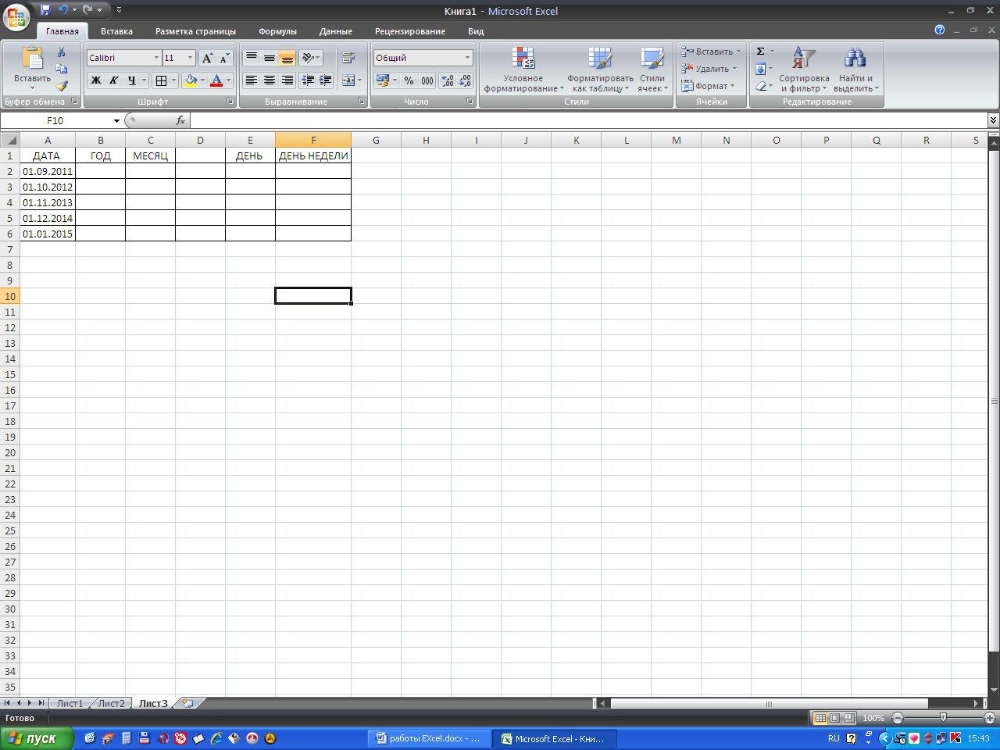 Книга1 - Microsoft Excel
Главная Вставка Разметка страницы Формулы Данные Рецензирование Вид
Вставить
Буфер обмена
Calibri 11
Ж К Ч
Шрифт
Выравнивание
Общий
% 000
Число
Условное форматирование
Форматировать как таблицу
Стили ячеек
Стили
Вставить
Удалить
Формат
Ячейки
Σ
Сортировка и фильтр
Найти и выделить
Редактирование
F10 fx
A B C D E F G H I J K L M N O P Q R S
1 ДАТА ГОД МЕСЯЦ ДЕНЬ ДЕНЬ НЕДЕЛИ
2 01.09.2011
3 01.10.2012
4 01.11.2013
5 01.12.2014
6 01.01.2015
7
8
9
10
11
12
13
14
15
16
17
18
19
20
21
22
23
24
25
26
27
28
29
30
31
32
33
34
35
Лист1 Лист2 Лист3
Готово 100%
пуск работы EXcel.docx - ... Microsoft Excel - Кни... RU 15:43